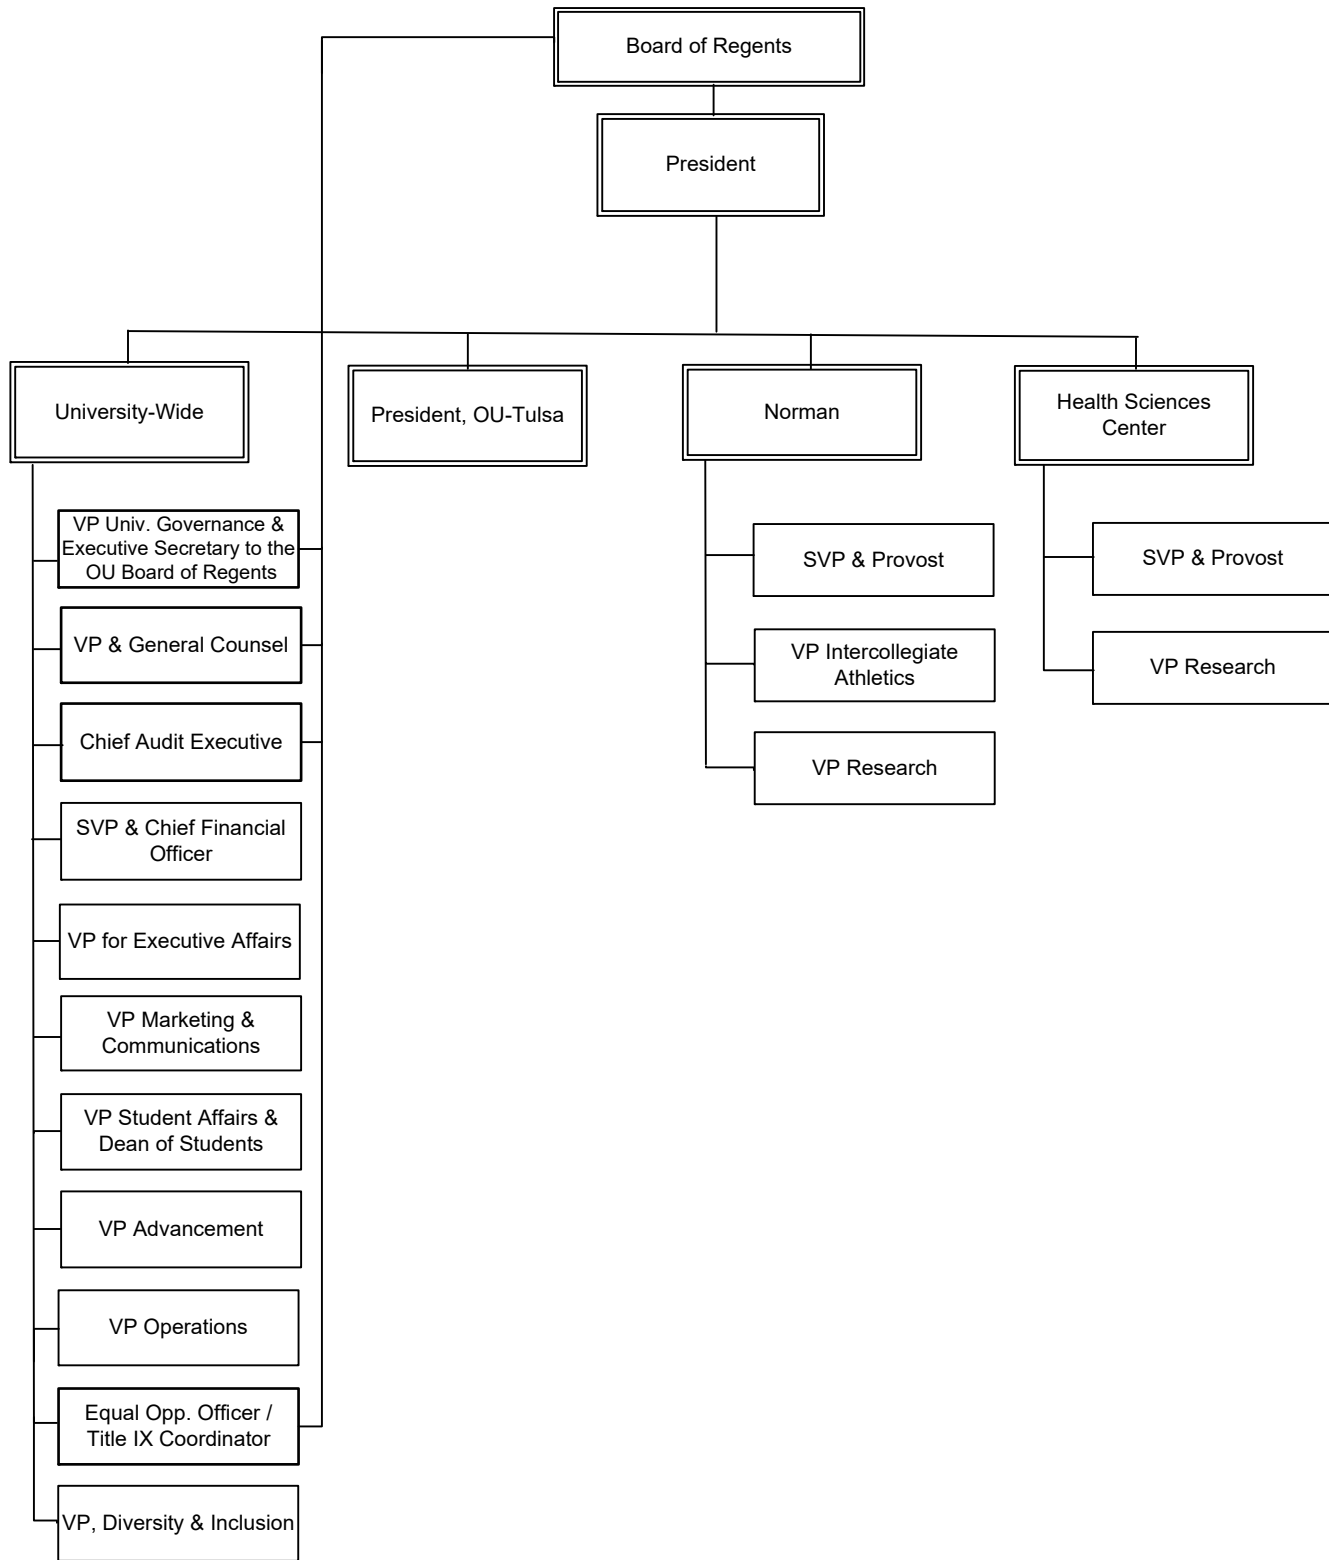 Board of Regents
President
University-Wide
President, OU-Tulsa
Norman
Health Sciences
Center
VP Univ. Governance &
Executive Secretary to the
OU Board of Regents
VP & General Counsel
Chief Audit Executive
SVP & Chief Financial
Officer
VP for Executive Affairs
VP Marketing &
Communications
VP Student Affairs &
Dean of Students
VP Advancement
VP Operations
Equal Opp. Officer /
Title IX Coordinator
VP, Diversity & Inclusion
SVP & Provost
VP Intercollegiate
Athletics
VP Research
SVP & Provost
VP Research